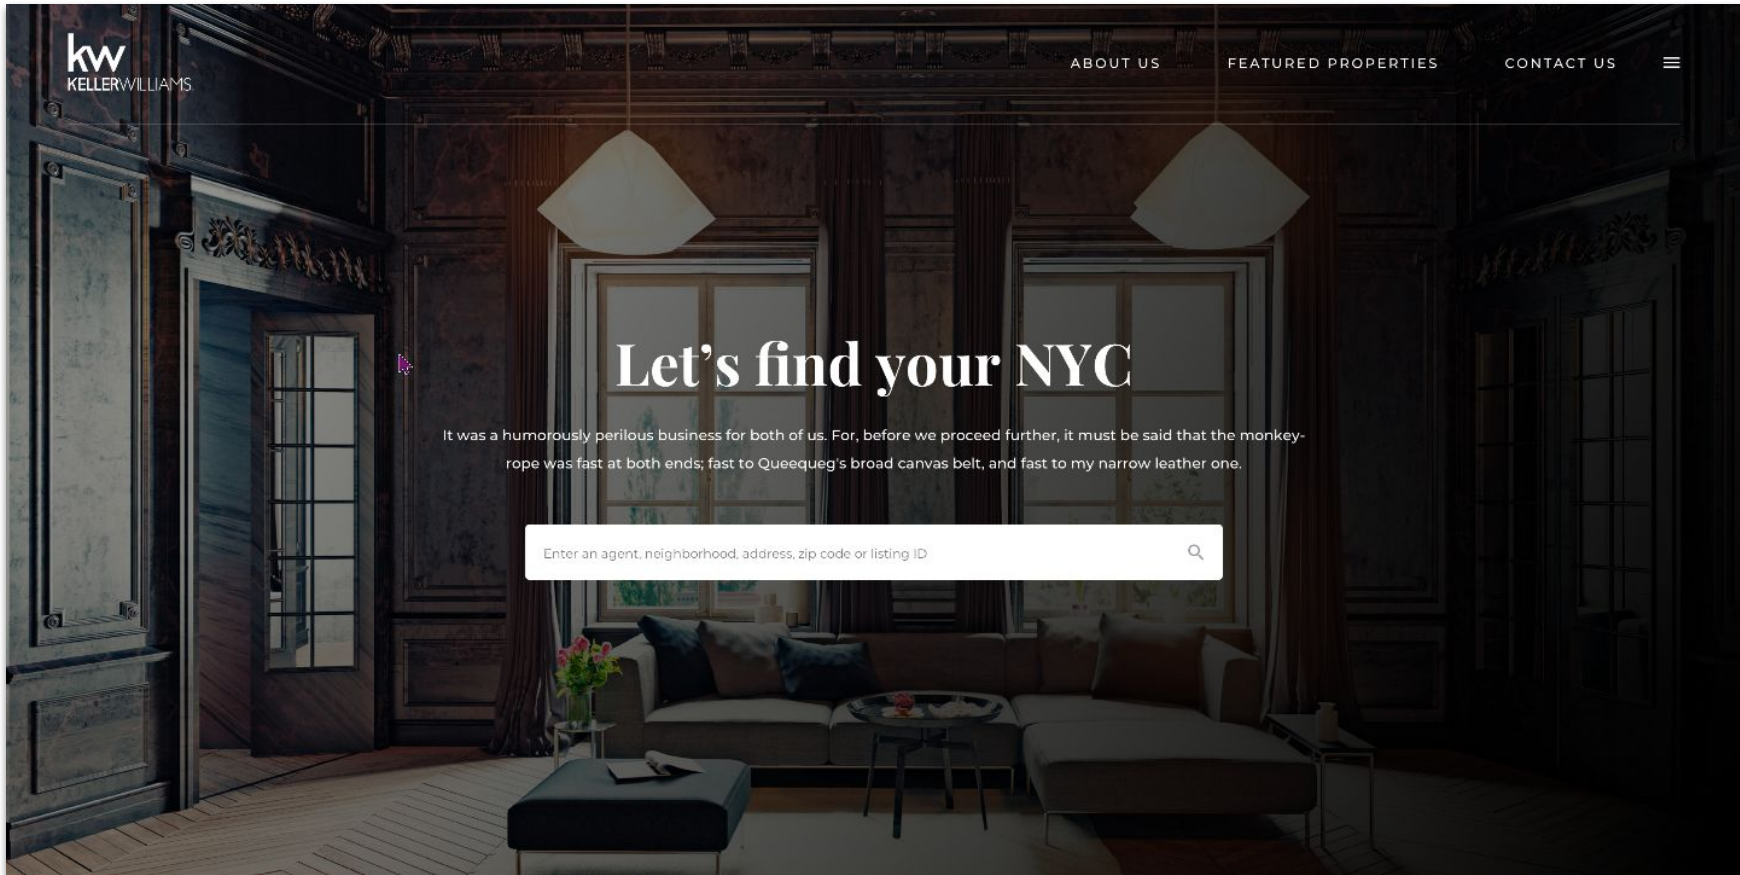 kw
KELLERWILLIAMS
ABOUT US
FEATURED PROPERTIES
CONTACT US
Let’s find your NYC
It was a humorously perilous business for both of us. For, before we proceed further, it must be said that the monkey-
rope was fast at both ends; fast to Queequeg's broad canvas belt, and fast to my narrow leather one.
Enter an agent, neighborhood, address, zip code or listing ID